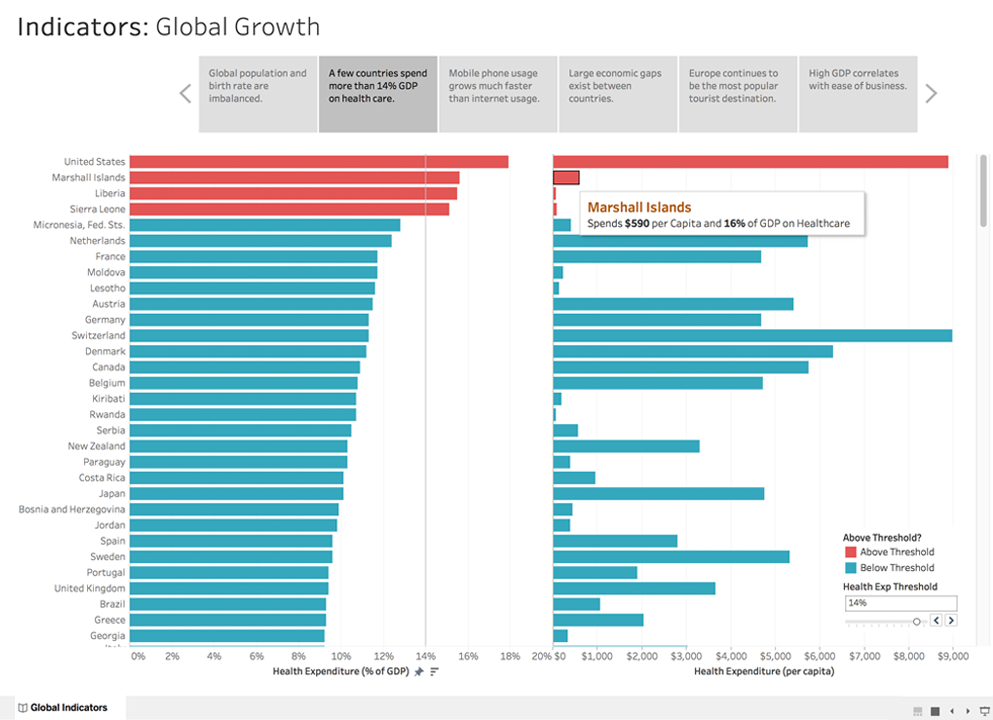 Indicators: Global Growth
Global population and
birth rate are
imbalanced.
A few countries spend
more than 14% GDP
on health care.
Mobile phone usage
grows much faster
than internet usage.
Large economic gaps
exist between
countries.
Europe continues to
be the most popular
tourist destination.
High GDP correlates
with ease of business.
United States
Marshall Islands
Liberia
Sierra Leone
Micronesia, Fed. Sts.
Netherlands
France
Moldova
Lesotho
Austria
Germany
Switzerland
Denmark
Canada
Belgium
Kiribati
Rwanda
Serbia
New Zealand
Paraguay
Costa Rica
Japan
Bosnia and Herzegovina
Jordan
Spain
Sweden
Portugal
United Kingdom
Brazil
Greece
Georgia
0% 2% 4% 6% 8% 10% 12% 14% 16% 18% 20%
Health Expenditure (% of GDP)
Marshall Islands
Spends $590 per Capita and 16% of GDP on Healthcare
$0 $1,000 $2,000 $3,000 $4,000 $5,000 $6,000 $7,000 $8,000 $9,000
Health Expenditure (per capita)
Above Threshold?
Above Threshold
Below Threshold
Health Exp Threshold
14%
Global Indicators